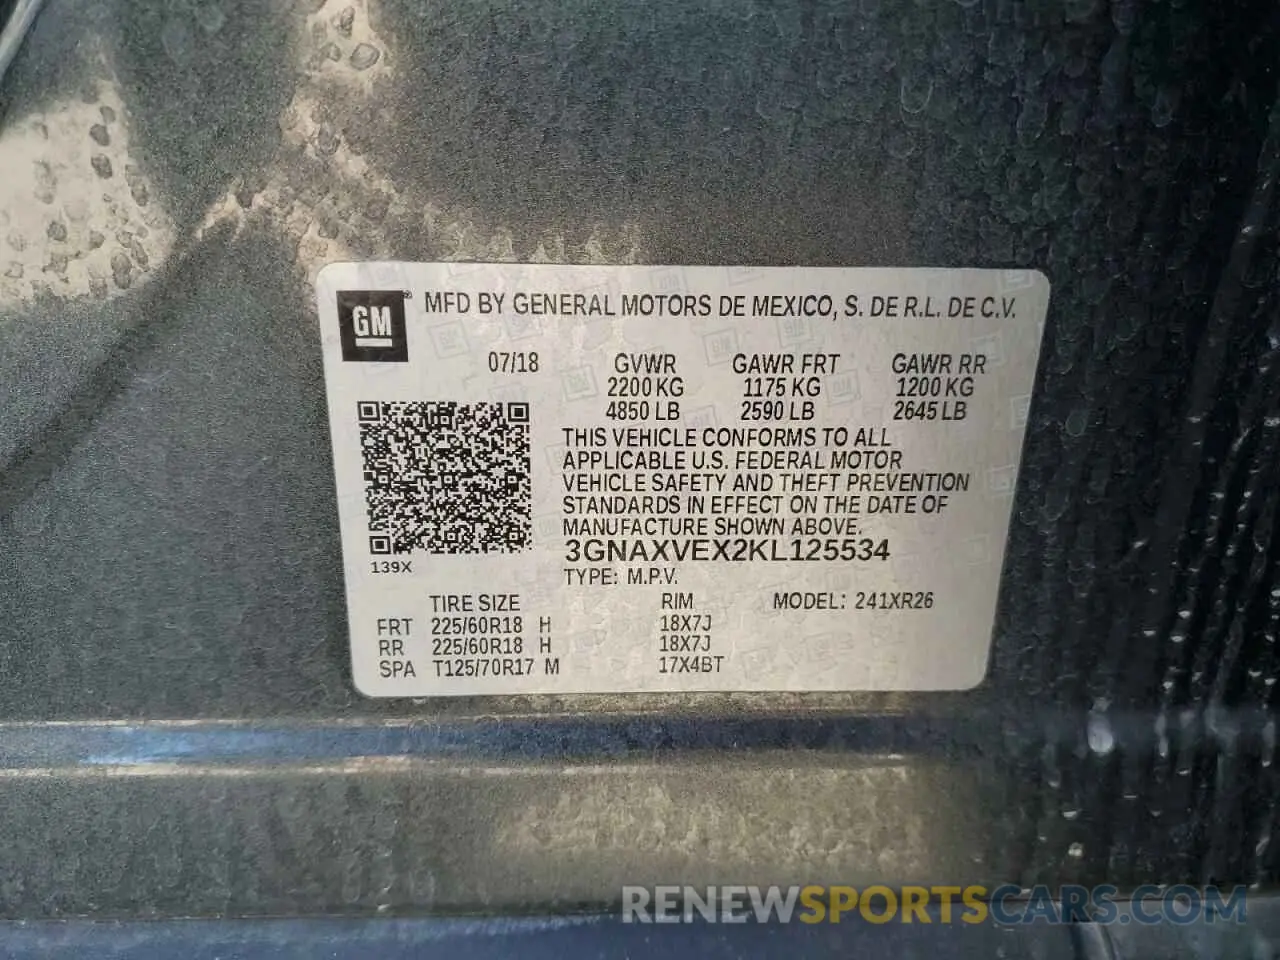 GM ® MFD BY GENERAL MOTORS DE MEXICO, S. DE R.L. DE C.V.
07/18 GVWR GAWR FRT GAWR RR
2200 KG 1175 KG 1200 KG
4850 LB 2590 LB 2645 LB
THIS VEHICLE CONFORMS TO ALL
APPLICABLE U.S. FEDERAL MOTOR
VEHICLE SAFETY AND THEFT PREVENTION
STANDARDS IN EFFECT ON THE DATE OF
MANUFACTURE SHOWN ABOVE.
3GNAXVEX2KL125534
139X
TYPE: M.P.V.
TIRE SIZE RIM MODEL: 241XR26
FRT 225/60R18 H 18X7J
RR 225/60R18 H 18X7J
SPA T125/70R17 M 17X4BT
RENEWSPORTSCARS.COM